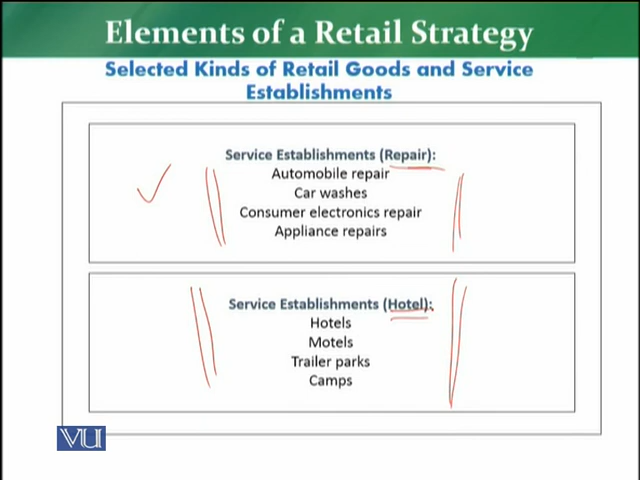 Elements of a Retail Strategy
Selected Kinds of Retail Goods and Service
Establishments
Service Establishments (Repair):
Automobile repair
Car washes
Consumer electronics repair
Appliance repairs
Service Establishments (Hotel):
Hotels
Motels
Trailer parks
Camps
VU